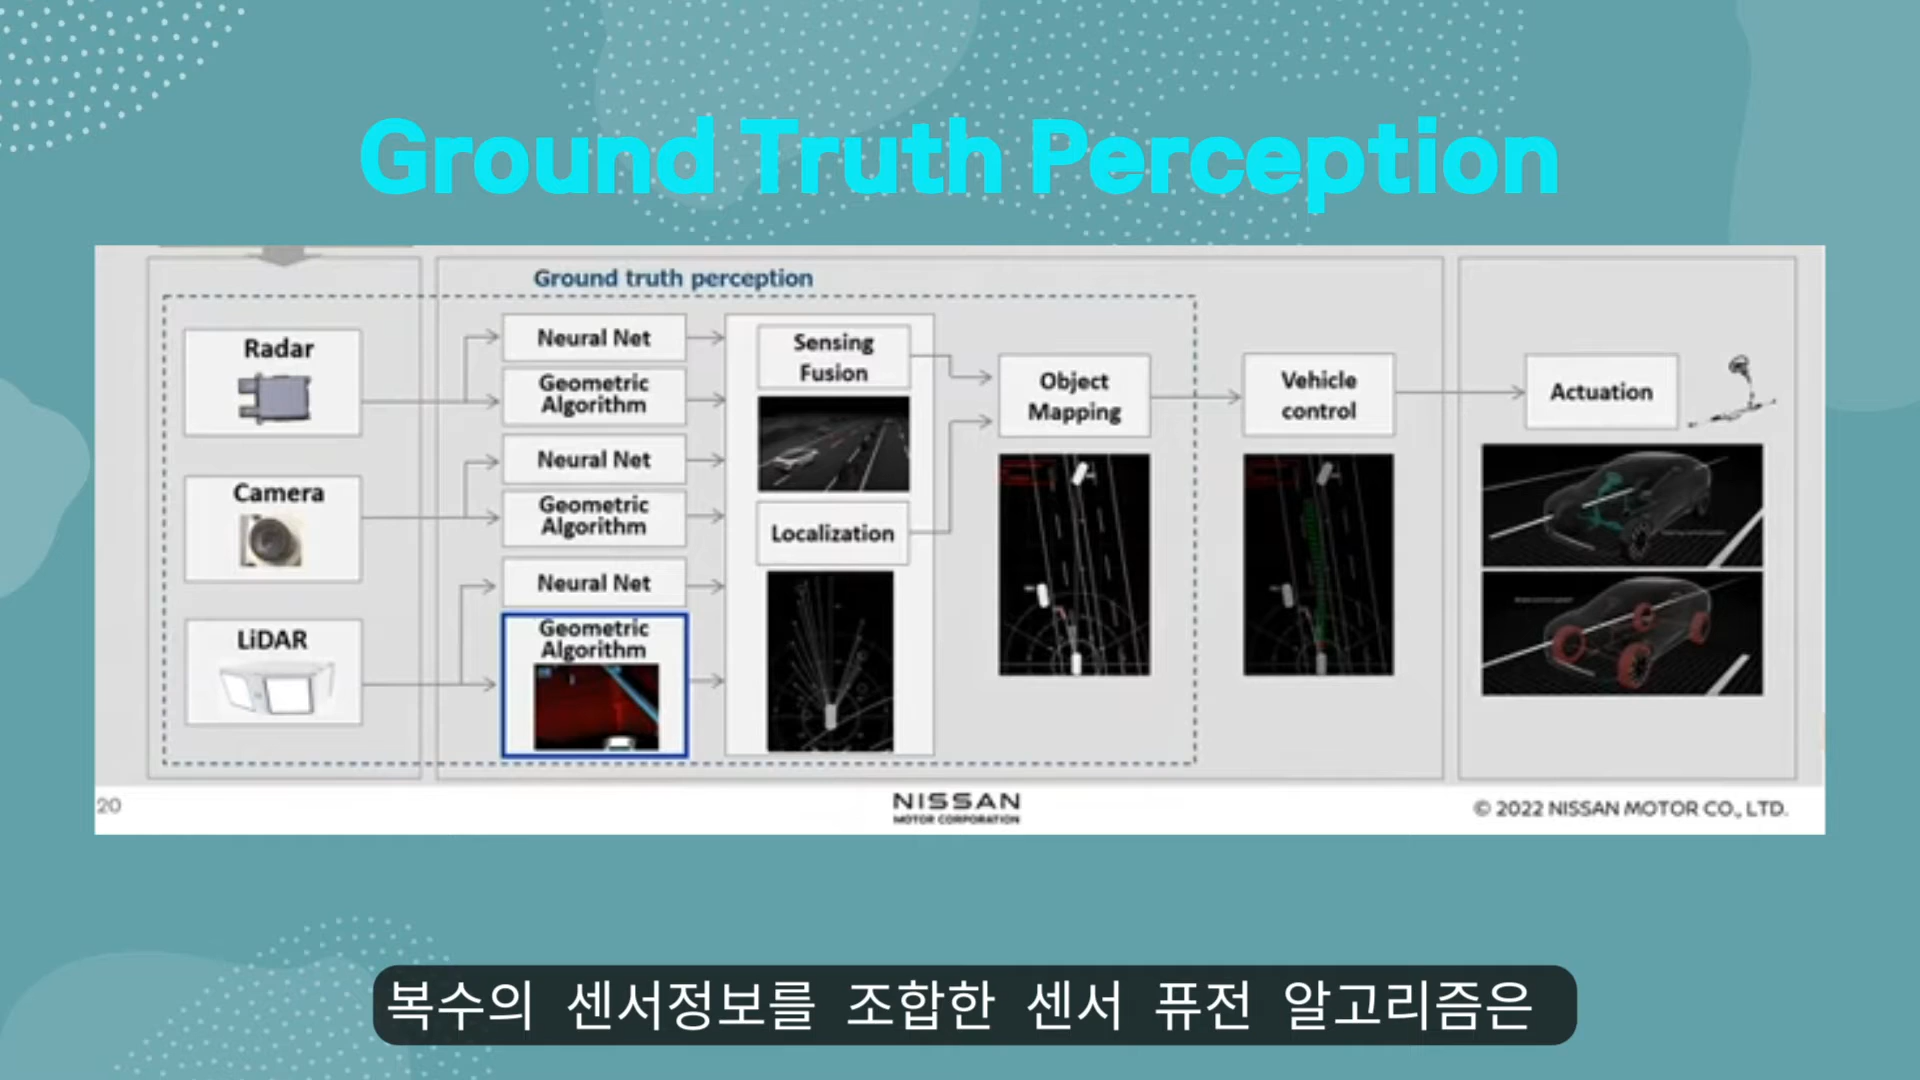 Ground Truth Perception
Ground truth perception
Radar
Camera
LiDAR
Neural Net
Geometric
Algorithm
Neural Net
Geometric
Algorithm
Neural Net
Geometric
Algorithm
Sensing
Fusion
Localization
Object
Mapping
Vehicle
control
Actuation
20
NISSAN
MOTOR CORPORATION
© 2022 NISSAN MOTOR CO., LTD.
복수의 센서정보를 조합한 센서 퓨전 알고리즘은